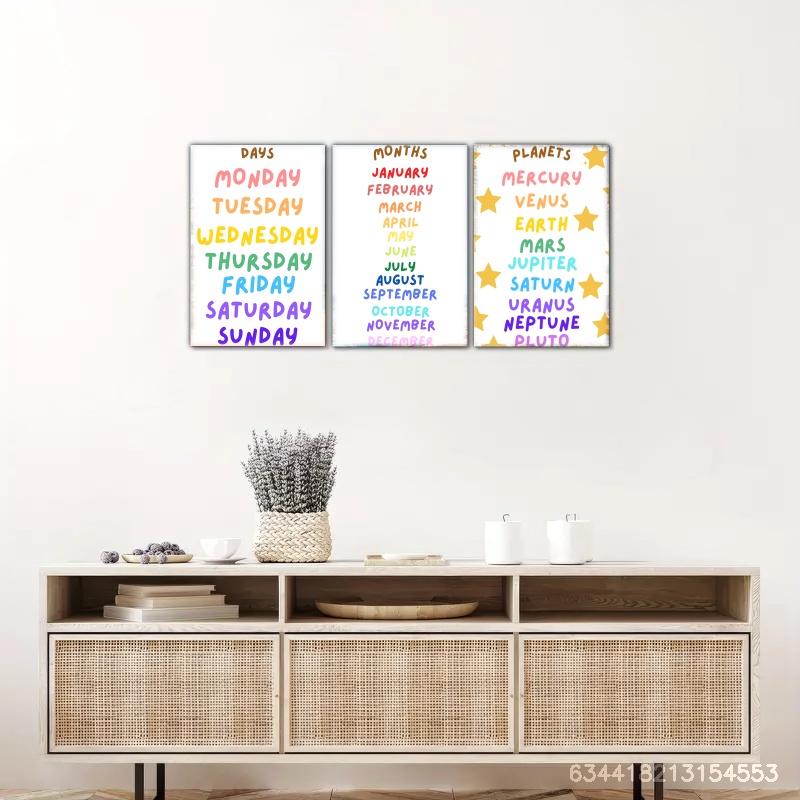 DAYS
MONDAY
TUESDAY
WEDNESDAY
THURSDAY
FRIDAY
SATURDAY
SUNDAY
MONTHS
JANUARY
FEBRUARY
MARCH
APRIL
MAY
JUNE
JULY
AUGUST
SEPTEMBER
OCTOBER
NOVEMBER
DECEMBER
PLANETS
MERCURY
VENUS
EARTH
MARS
JUPITER
SATURN
URANUS
NEPTUNE
PLUTO
634418213154553